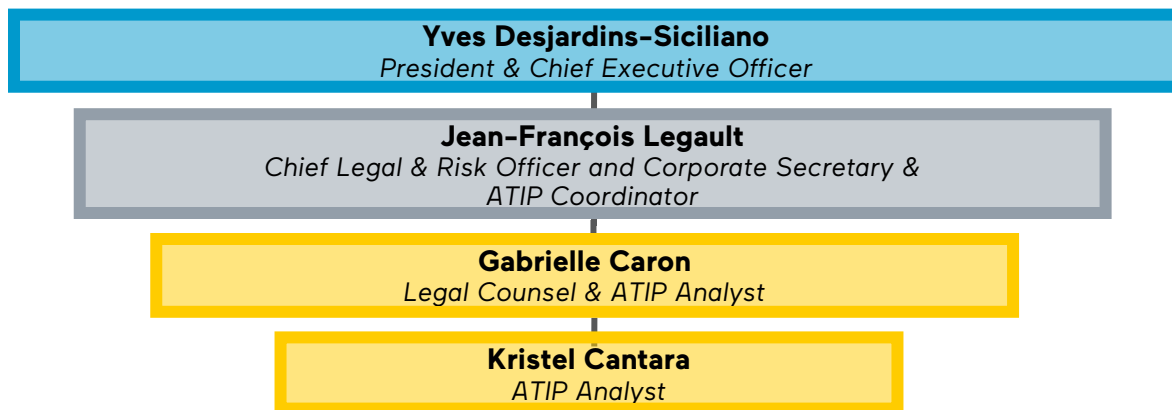 Yves Desjardins-Siciliano
President & Chief Executive Officer
Jean-François Legault
Chief Legal & Risk Officer and Corporate Secretary &
ATIP Coordinator
Gabrielle Caron
Legal Counsel & ATIP Analyst
Kristel Cantara
ATIP Analyst